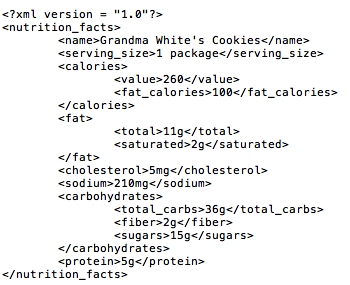 <?xml version = "1.0"?>
<nutrition_facts>
<name>Grandma White's Cookies</name>
<serving_size>1 package</serving_size>
<calories>
<value>260</value>
<fat_calories>100</fat_calories>
</calories>
<fat>
<total>11g</total>
<saturated>2g</saturated>
</fat>
<cholesterol>5mg</cholesterol>
<sodium>210mg</sodium>
<carbohydrates>
<total_carbs>36g</total_carbs>
<fiber>2g</fiber>
<sugars>15g</sugars>
</carbohydrates>
<protein>5g</protein>
</nutrition_facts>